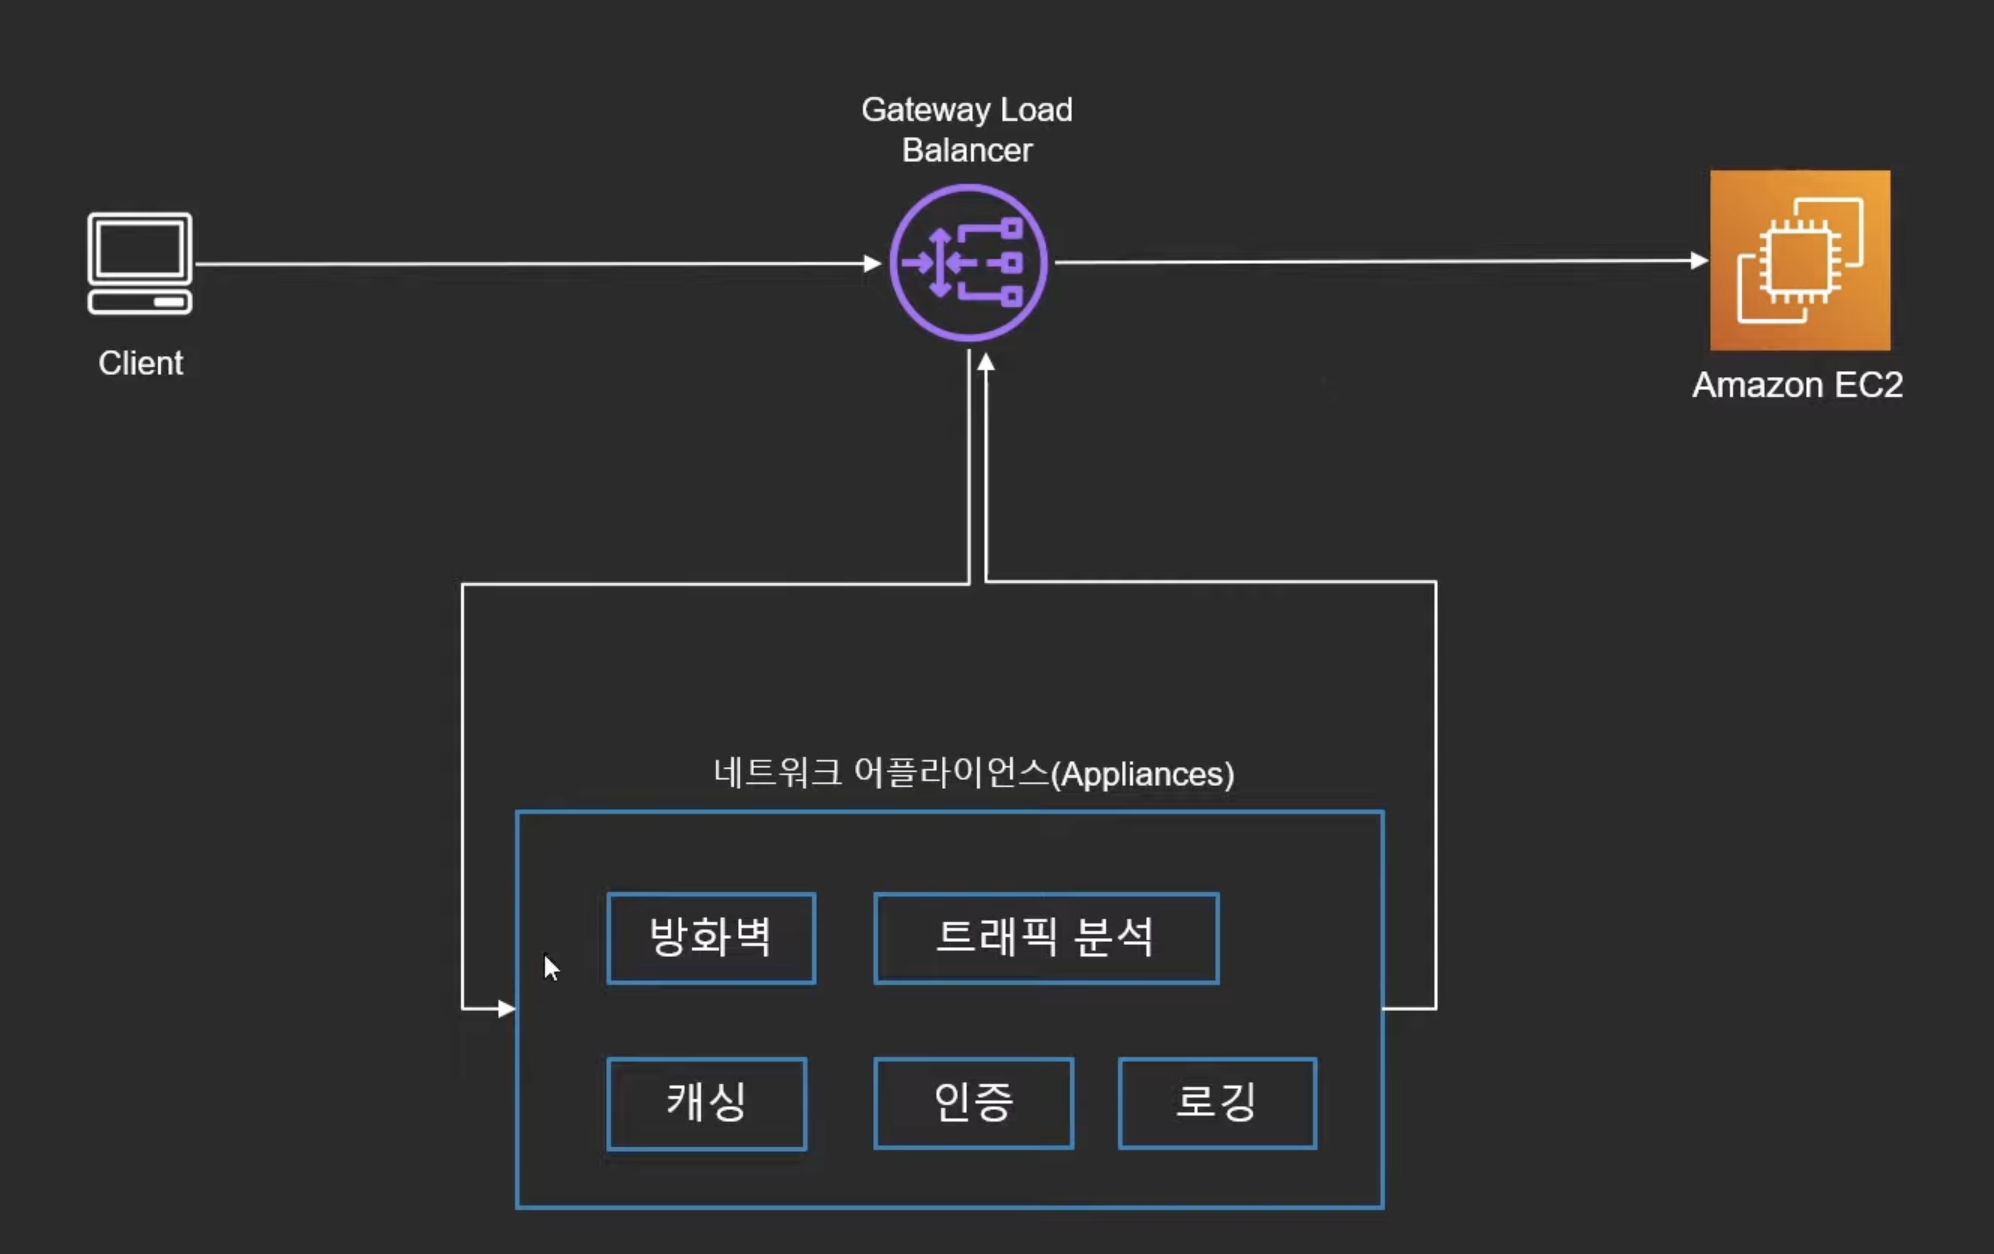 Gateway Load
Balancer
Client
Amazon EC2
네트워크 어플라이언스(Appliances)
방화벽
트래픽 분석
캐싱
인증
로깅